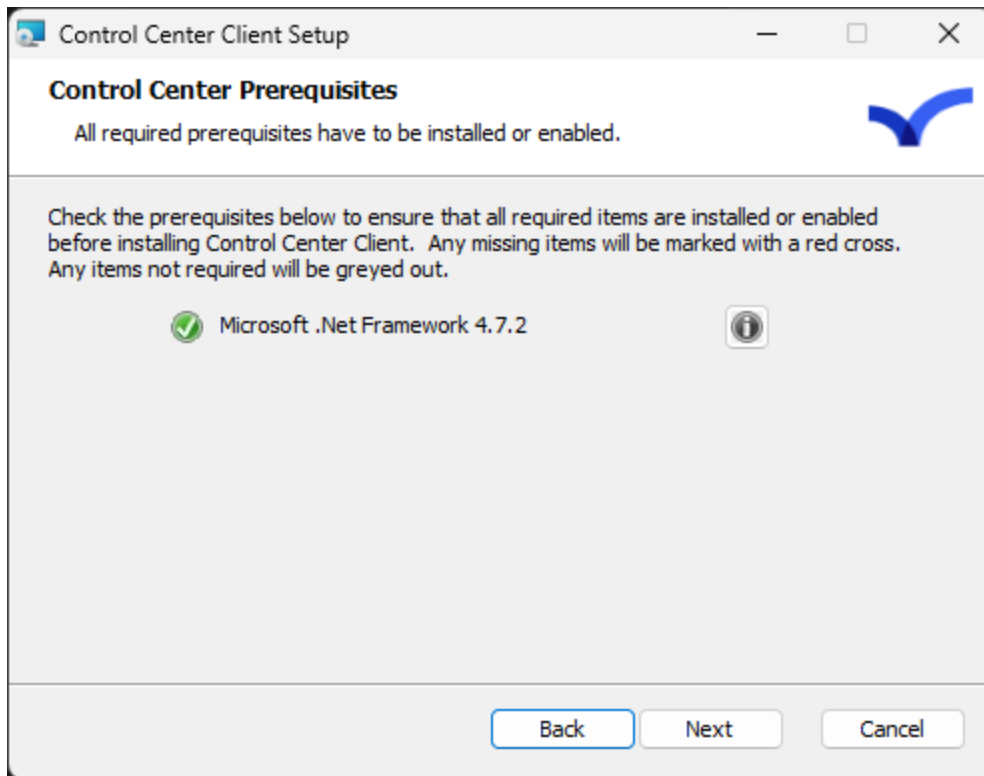 Control Center Client Setup
Control Center Prerequisites
All required prerequisites have to be installed or enabled.
Check the prerequisites below to ensure that all required items are installed or enabled
before installing Control Center Client.  Any missing items will be marked with a red cross.
Any items not required will be greyed out.
Microsoft .Net Framework 4.7.2
Back Next Cancel